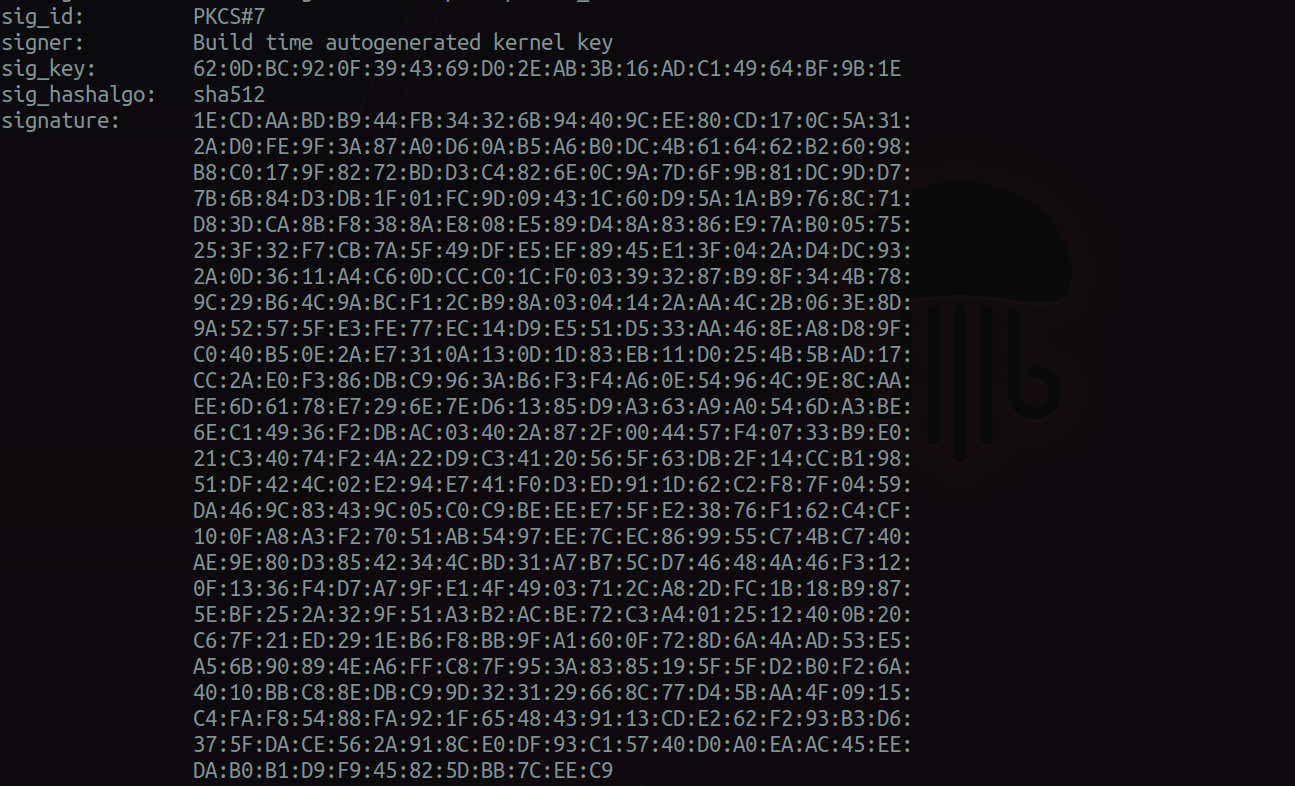 sig_id: PKCS#7
signer: Build time autogenerated kernel key
sig_key: 62:0D:BC:92:0F:39:43:69:D0:2E:AB:3B:16:AD:C1:49:64:BF:9B:1E
sig_hashalgo: sha512
signature: 1E:CD:AA:BD:B9:44:FB:34:32:6B:94:40:9C:EE:80:CD:17:0C:5A:31:
2A:D0:FE:9F:3A:87:A0:D6:0A:B5:A6:B0:DC:4B:61:64:62:B2:60:98:
B8:C0:17:9F:82:72:BD:D3:C4:82:6E:0C:9A:7D:6F:9B:81:DC:9D:D7:
7B:6B:84:D3:DB:1F:01:FC:9D:09:43:1C:60:D9:5A:1A:B9:76:8C:71:
D8:3D:CA:8B:F8:38:8A:E8:08:E5:89:D4:8A:83:86:E9:7A:B0:05:75:
25:3F:32:F7:CB:7A:5F:49:DF:E5:EF:89:45:E1:3F:04:2A:D4:DC:93:
2A:0D:36:11:A4:C6:0D:CC:C0:1C:F0:03:39:32:87:B9:8F:34:4B:78:
9C:29:B6:4C:9A:BC:F1:2C:B9:8A:03:04:14:2A:AA:4C:2B:06:3E:8D:
9A:52:57:5F:E3:FE:77:EC:14:D9:E5:51:D5:33:AA:46:8E:A8:D8:9F:
C0:40:B5:0E:2A:E7:31:0A:13:0D:1D:83:EB:11:D0:25:4B:5B:AD:17:
CC:2A:E0:F3:86:DB:C9:96:3A:B6:F3:F4:A6:0E:54:96:4C:9E:8C:AA:
EE:6D:61:78:E7:29:6E:7E:D6:13:85:D9:A3:63:A9:A0:54:6D:A3:BE:
6E:C1:49:36:F2:DB:AC:03:40:2A:87:2F:00:44:57:F4:07:33:B9:E0:
21:C3:40:74:F2:4A:22:D9:C3:41:20:56:5F:63:DB:2F:14:CC:B1:98:
51:DF:42:4C:02:E2:94:E7:41:F0:D3:ED:91:1D:62:C2:F8:7F:04:59:
DA:46:9C:83:43:9C:05:C0:C9:BE:EE:E7:5F:E2:38:76:F1:62:C4:CF:
10:0F:A8:A3:F2:70:51:AB:54:97:EE:7C:EC:86:99:55:C7:4B:C7:40:
AE:9E:80:D3:85:42:34:4C:BD:31:A7:B7:5C:D7:46:48:4A:46:F3:12:
0F:13:36:F4:D7:A7:9F:E1:4F:49:03:71:2C:A8:2D:FC:1B:18:B9:87:
5E:BF:25:2A:32:9F:51:A3:B2:AC:BE:72:C3:A4:01:25:12:40:0B:20:
C6:7F:21:ED:29:1E:B6:F8:BB:9F:A1:60:0F:72:8D:6A:4A:AD:53:E5:
A5:6B:90:89:4E:A6:FF:C8:7F:95:3A:83:85:19:5F:5F:D2:B0:F2:6A:
40:10:BB:C8:8E:DB:C9:9D:32:31:29:66:8C:77:D4:5B:AA:4F:09:15:
C4:FA:F8:54:88:FA:92:1F:65:48:43:91:13:CD:E2:62:F2:93:B3:D6:
37:5F:DA:CE:56:2A:91:8C:E0:DF:93:C1:57:40:D0:A0:EA:AC:45:EE:
DA:B0:B1:D9:F9:45:82:5D:BB:7C:EE:C9